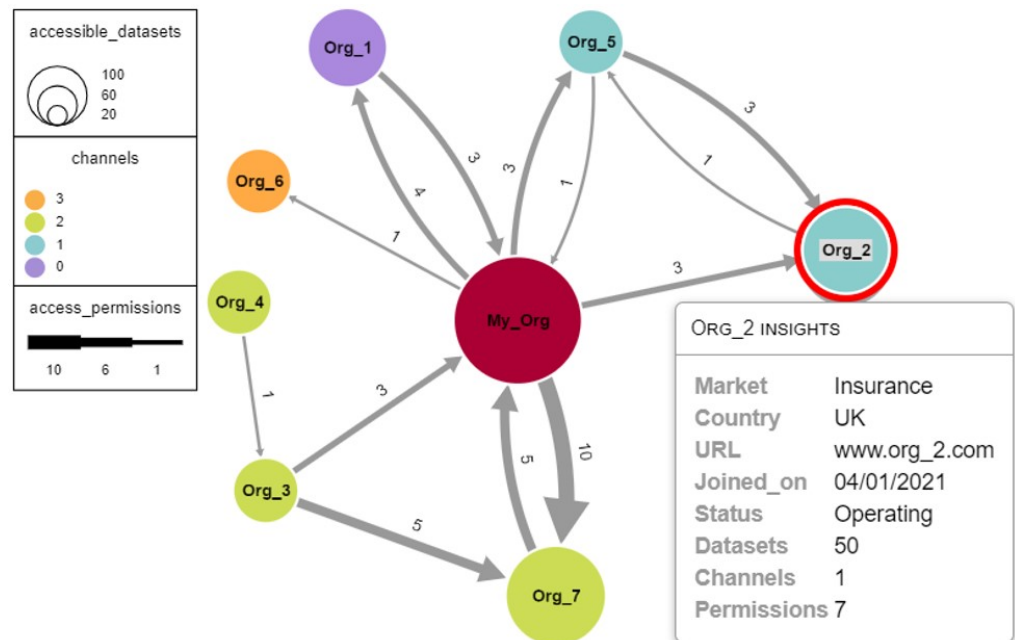 accessible_datasets
100
60
20
channels
3
2
1
0
access_permissions
10 6 1
Org_1
Org_5
Org_6
Org_2
Org_4
My_Org
Org_3
Org_7
3
4
3
1
3
1
1
3
1
3
5
5
10
ORG_2 INSIGHTS
Market Insurance
Country UK
URL www.org_2.com
Joined_on 04/01/2021
Status Operating
Datasets 50
Channels 1
Permissions 7